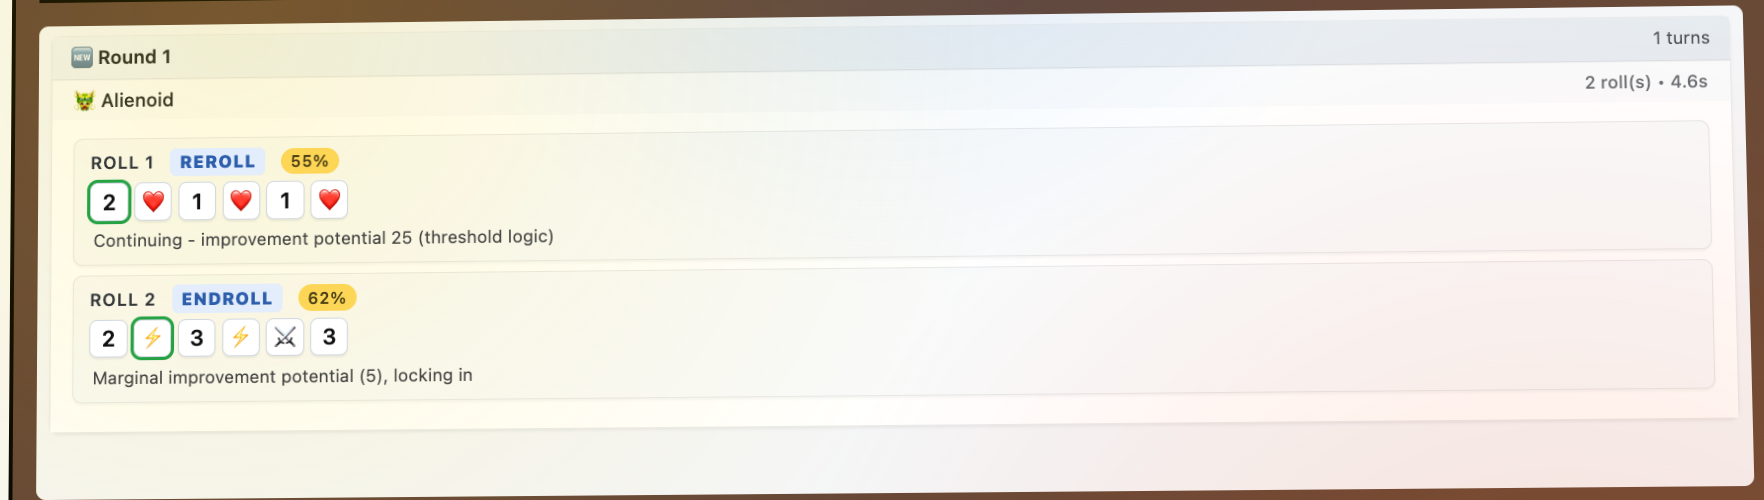 NEW Round 1
1 turns
Alienoid
2 roll(s) • 4.6s
ROLL 1 REROLL 55%
2 ❤️ 1 ❤️ 1 ❤️
Continuing - improvement potential 25 (threshold logic)
ROLL 2 ENDROLL 62%
2 ⚡ 3 ⚡ ⚔ 3
Marginal improvement potential (5), locking in